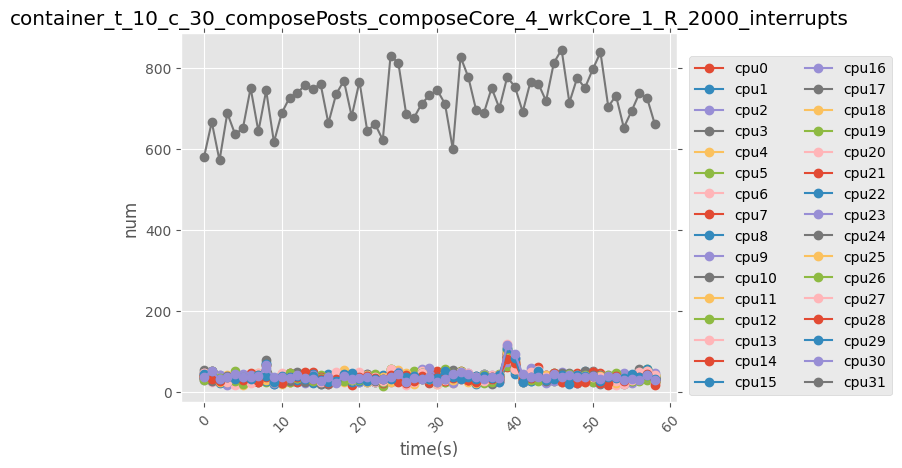 container_t_10_c_30_composePosts_composeCore_4_wrkCore_1_R_2000_interrupts
800
600
400
200
0
num
0 10 20 30 40 50 60
time(s)
cpu0 cpu16
cpu1 cpu17
cpu2 cpu18
cpu3 cpu19
cpu4 cpu20
cpu5 cpu21
cpu6 cpu22
cpu7 cpu23
cpu8 cpu24
cpu9 cpu25
cpu10 cpu26
cpu11 cpu27
cpu12 cpu28
cpu13 cpu29
cpu14 cpu30
cpu15 cpu31